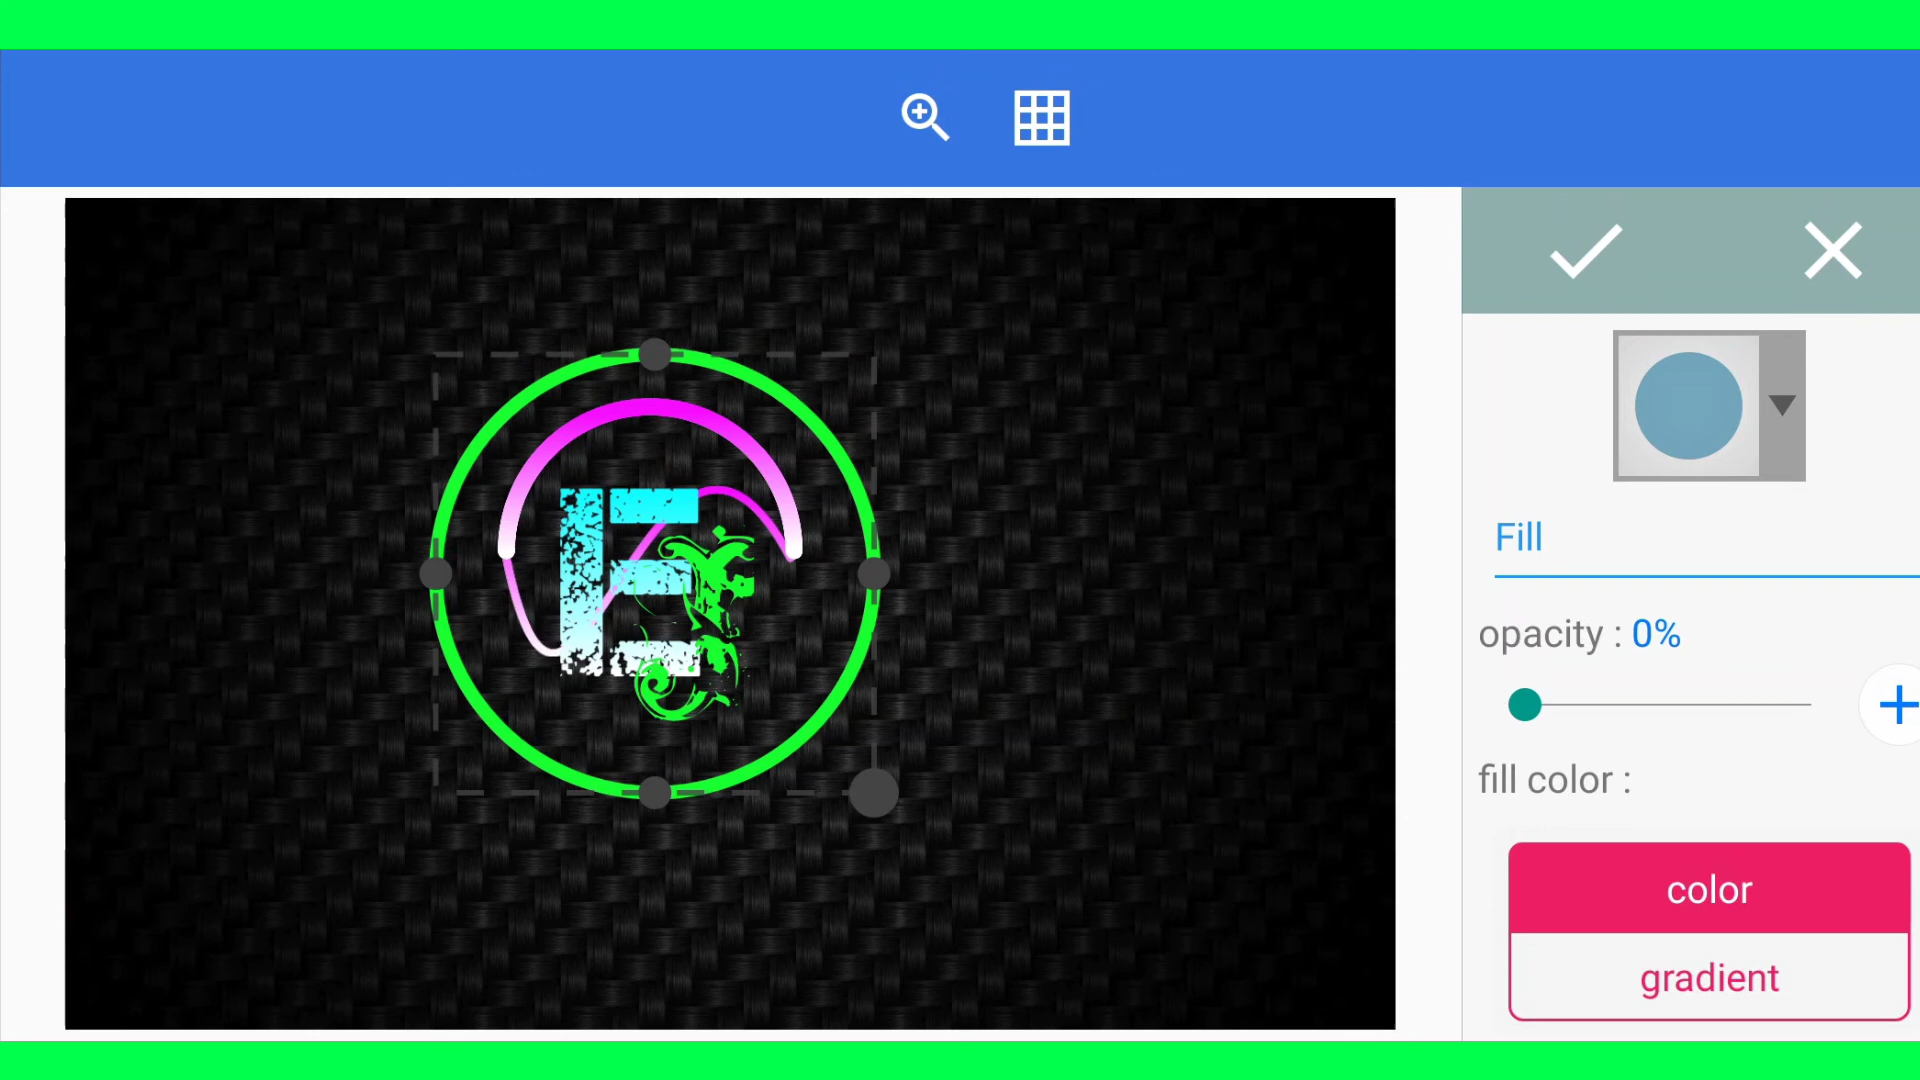 E
Fill
opacity : 0%
fill color :
color
gradient